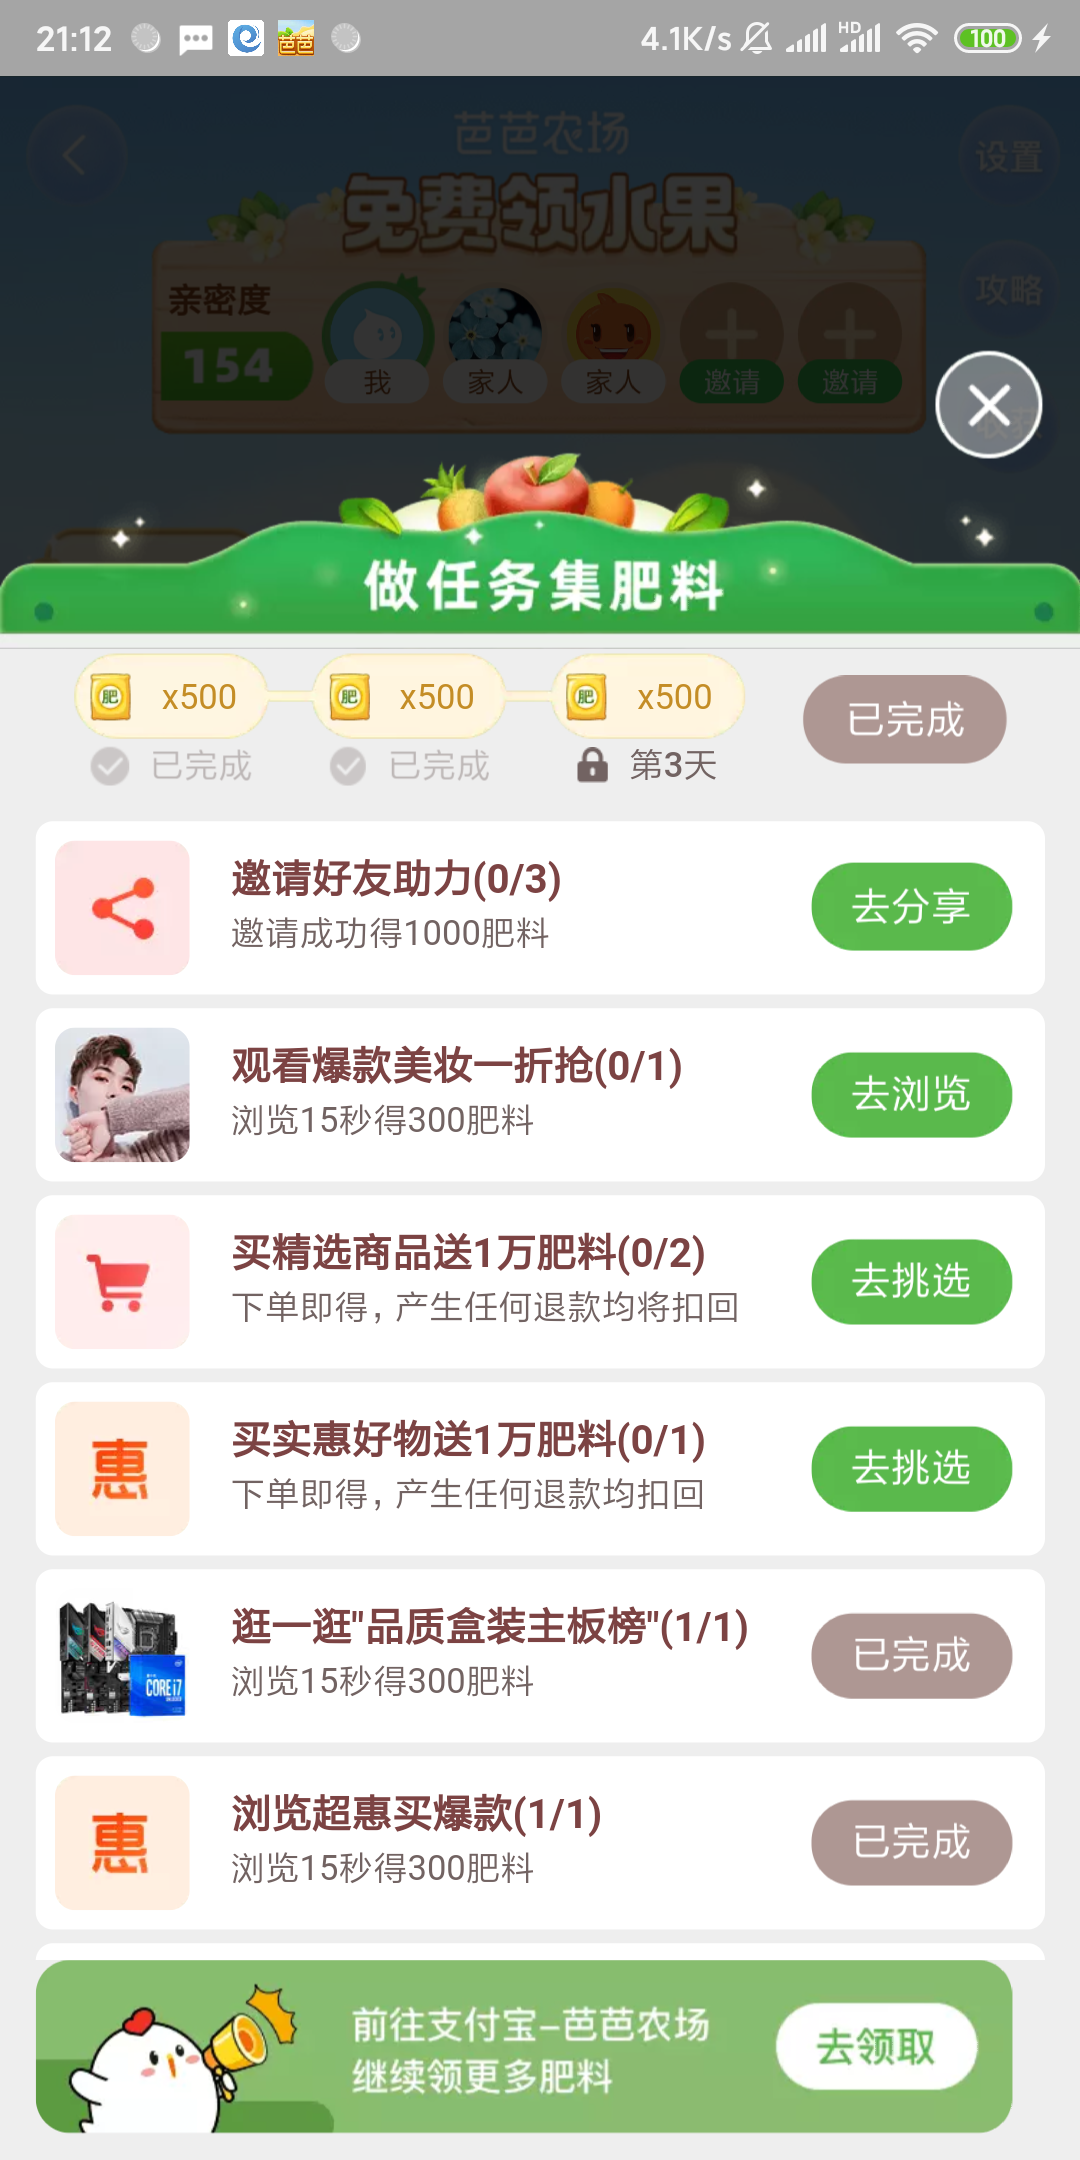 21:12
4.1K/s
HD
100
芭芭农场
设置
免费领水果
攻略
亲密度
154
我
家人
家人
邀请
邀请
做任务集肥料
肥 x500
肥 x500
肥 x500
已完成
已完成
已完成
第3天
邀请好友助力(0/3)
邀请成功得1000肥料
去分享
观看爆款美妆一折抢(0/1)
浏览15秒得300肥料
去浏览
买精选商品送1万肥料(0/2)
下单即得，产生任何退款均将扣回
去挑选
惠
买实惠好物送1万肥料(0/1)
下单即得，产生任何退款均扣回
去挑选
CORE i7
逛一逛"品质盒装主板榜"(1/1)
浏览15秒得300肥料
已完成
惠
浏览超惠买爆款(1/1)
浏览15秒得300肥料
已完成
前往支付宝-芭芭农场
继续领更多肥料
去领取